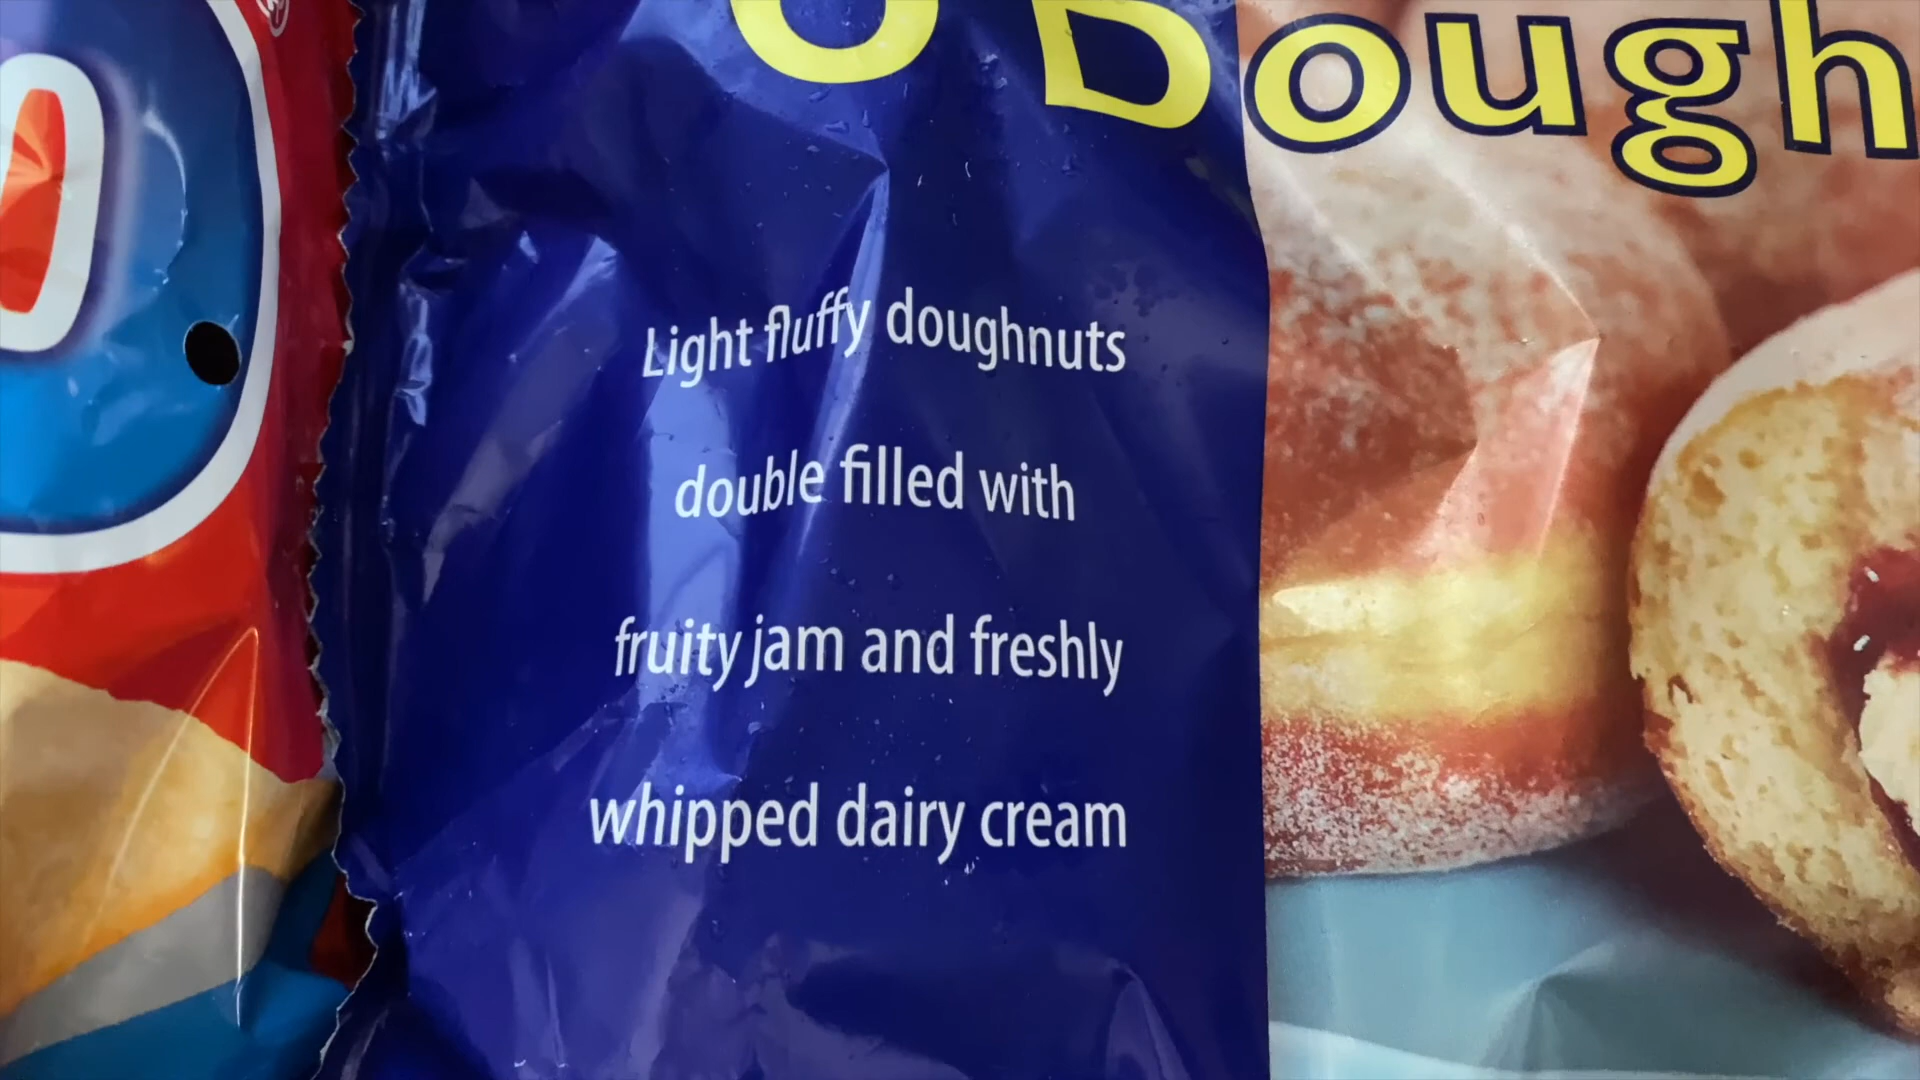 Dough
Light fluffy doughnuts
double filled with
fruity jam and freshly
whipped dairy cream